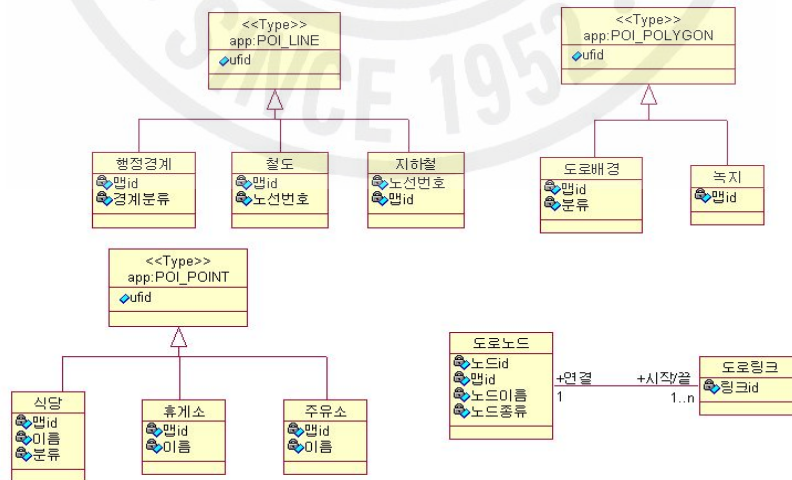 SINCE 1952
<<Type>>
app:POI_LINE
ufid
행정경계
맵id
경계분류
철도
맵id
노선번호
지하철
노선번호
맵id
<<Type>>
app:POI_POLYGON
ufid
도로배경
맵id
분류
녹지
맵id
<<Type>>
app:POI_POINT
ufid
식당
맵id
이름
분류
휴게소
맵id
이름
주유소
맵id
이름
도로노드
노드id
맵id
노드이름
노드종류
+연결
1
+시작/끝
1..n
도로링크
링크id